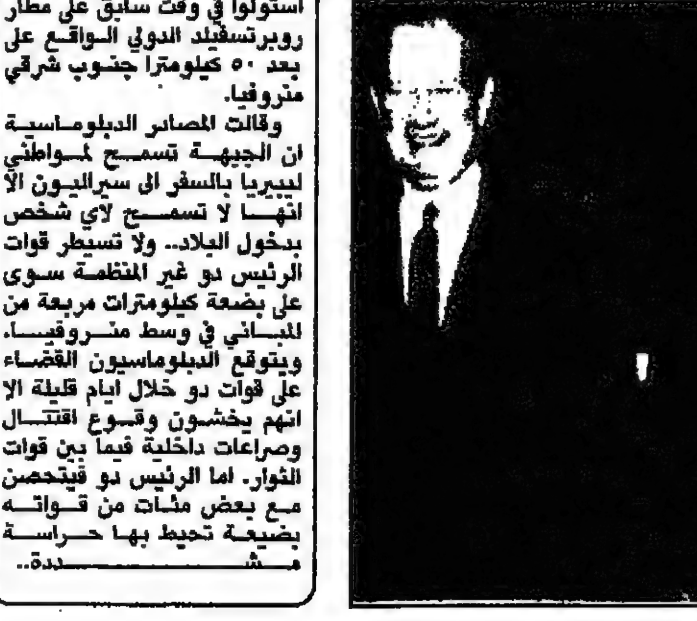 استولوا في وقت سابق على مطار
روبرتسفيلد الدولي الواقع على
بعد ٥٠ كيلومترا جنوب شرقي
منروفيا.
وقالت المصادر الدبلوماسية
ان الجبهة تسمح لمواطني
ليبيريا بالسفر الى سيراليون الا
انها لا تسمح لاي شخص
بدخول البلاد.. ولا تسيطر قوات
الرئيس دو غير المنظمة سوى
على بضعة كيلومترات مربعة من
المباني في وسط منروفيا.
ويتوقع الدبلوماسيون القضاء
على قوات دو خلال ايام قليلة الا
انهم يخشون وقوع اقتتال
وصراعات داخلية فيما بين قوات
الثوار. اما الرئيس دو فيتحصن
مع بعض مئات من قواته
بضيعة تحيط بها حراسة
مشددة..